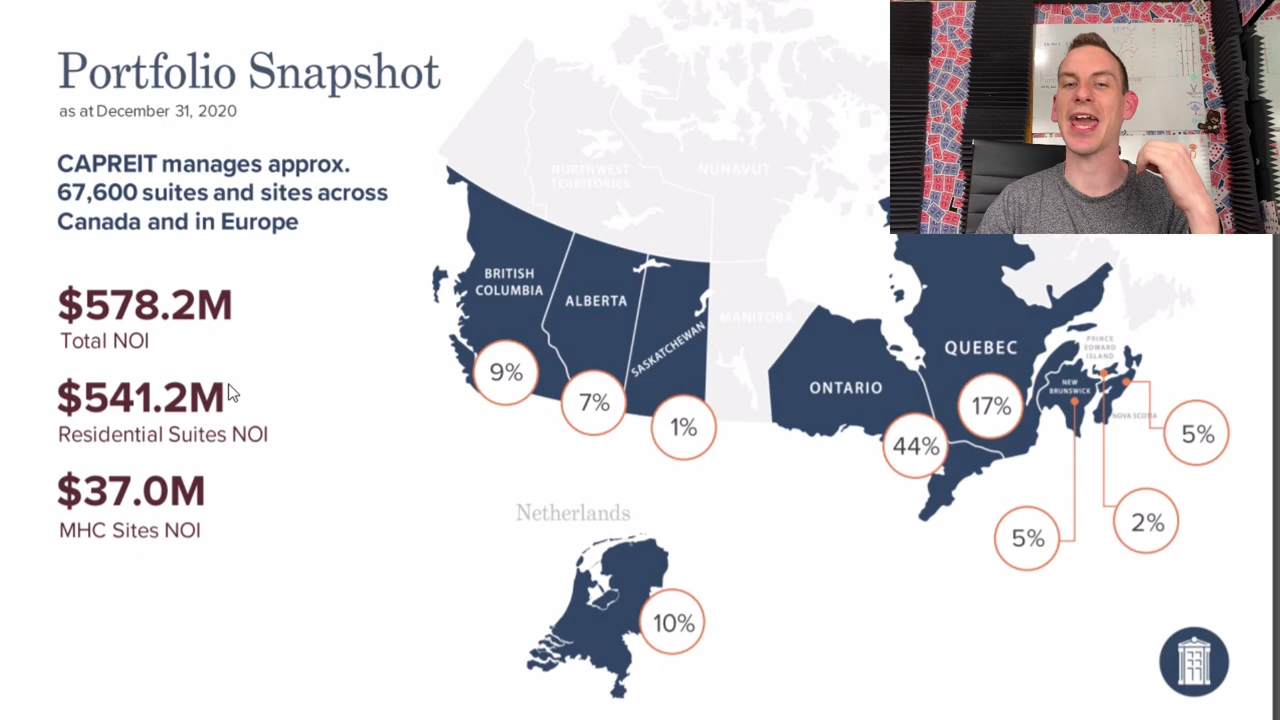 Portfolio Snapshot
as at December 31, 2020
CAPREIT manages approx.
67,600 suites and sites across
Canada and in Europe
$578.2M
Total NOI
$541.2M
Residential Suites NOI
$37.0M
MHC Sites NOI
NORTHWEST
TERRITORIES
NUNAVUT
BRITISH
COLUMBIA
ALBERTA
SASKATCHEWAN
MANITOBA
ONTARIO
QUEBEC
PRINCE
EDWARD
ISLAND
NEW
BRUNSWICK
NOVA SCOTIA
9%
7%
1%
44%
17%
5%
2%
5%
Netherlands
10%